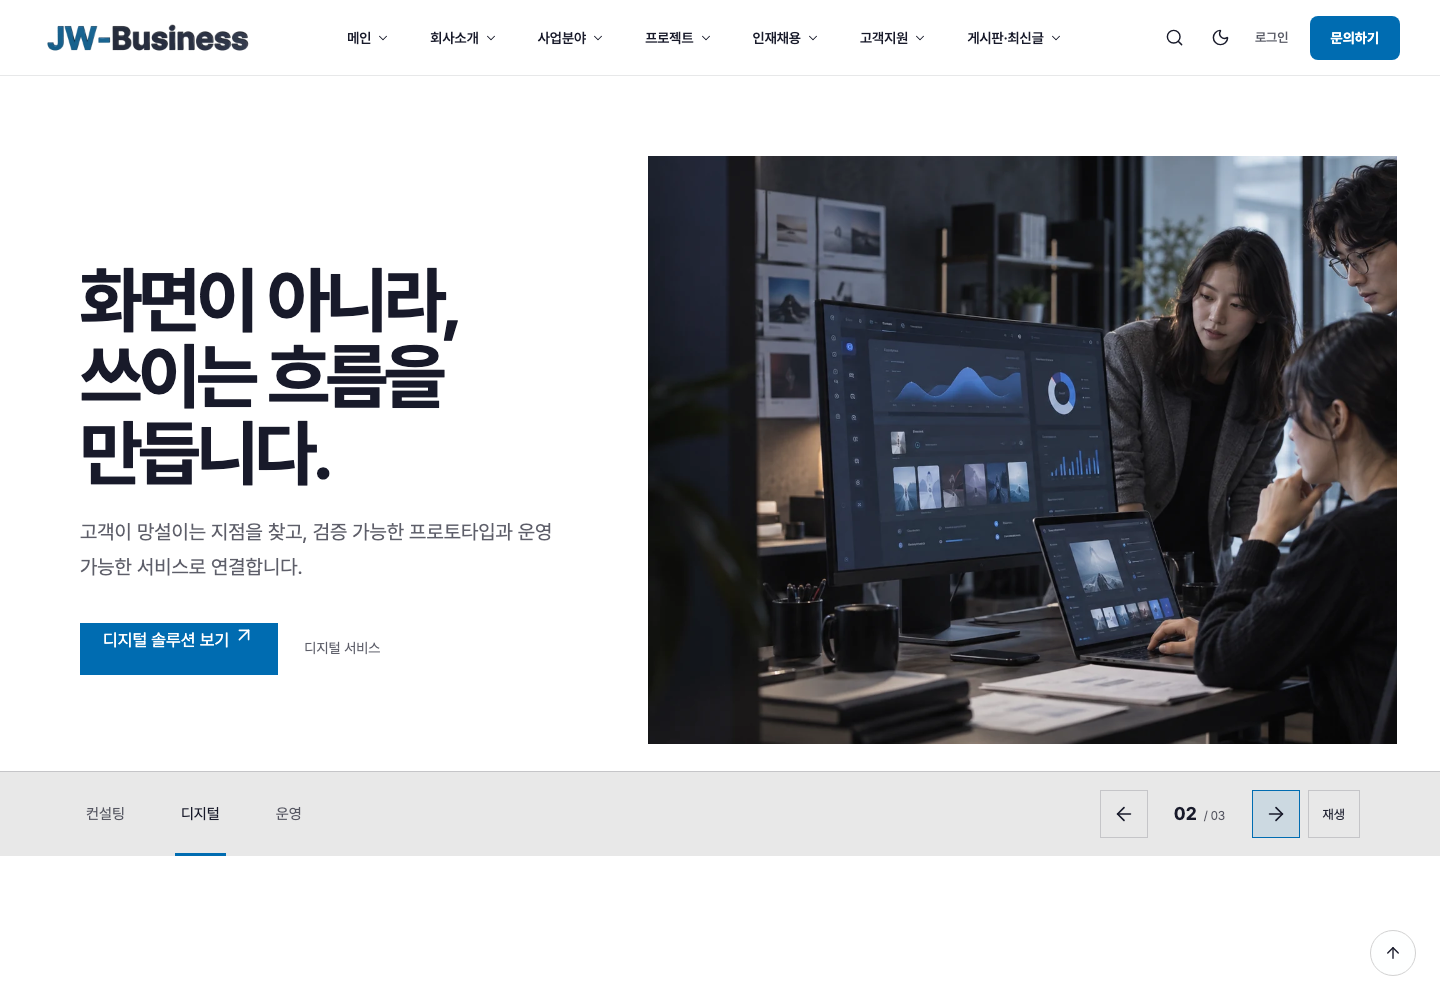 JW-Business
메인
회사소개
사업분야
프로젝트
인재채용
고객지원
게시판·최신글
로그인
문의하기
화면이 아니라,
쓰이는 흐름을
만듭니다.
고객이 망설이는 지점을 찾고, 검증 가능한 프로토타입과 운영
가능한 서비스로 연결합니다.
디지털 솔루션 보기
디지털 서비스
컨설팅
디지털
운영
02 / 03
재생